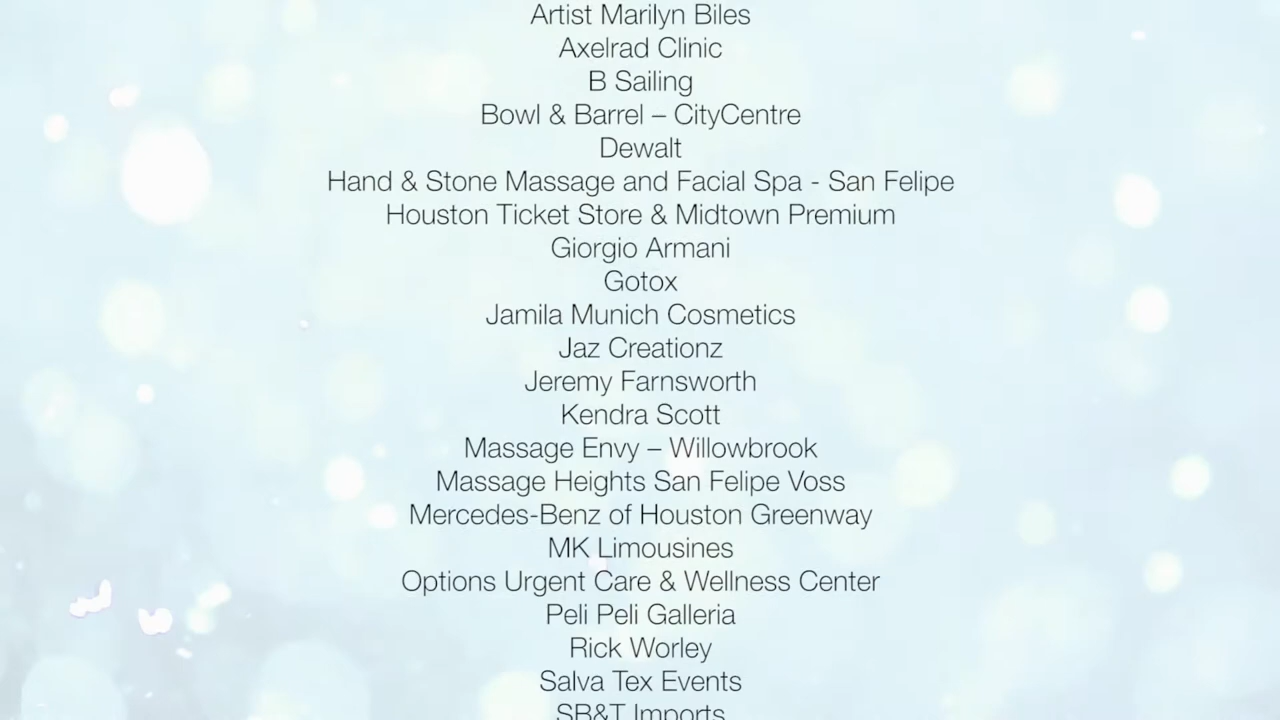 Artist Marilyn Biles
Axelrad Clinic
B Sailing
Bowl & Barrel – CityCentre
Dewalt
Hand & Stone Massage and Facial Spa - San Felipe
Houston Ticket Store & Midtown Premium
Giorgio Armani
Gotox
Jamila Munich Cosmetics
Jaz Creationz
Jeremy Farnsworth
Kendra Scott
Massage Envy – Willowbrook
Massage Heights San Felipe Voss
Mercedes-Benz of Houston Greenway
MK Limousines
Options Urgent Care & Wellness Center
Peli Peli Galleria
Rick Worley
Salva Tex Events
SB&T Imports